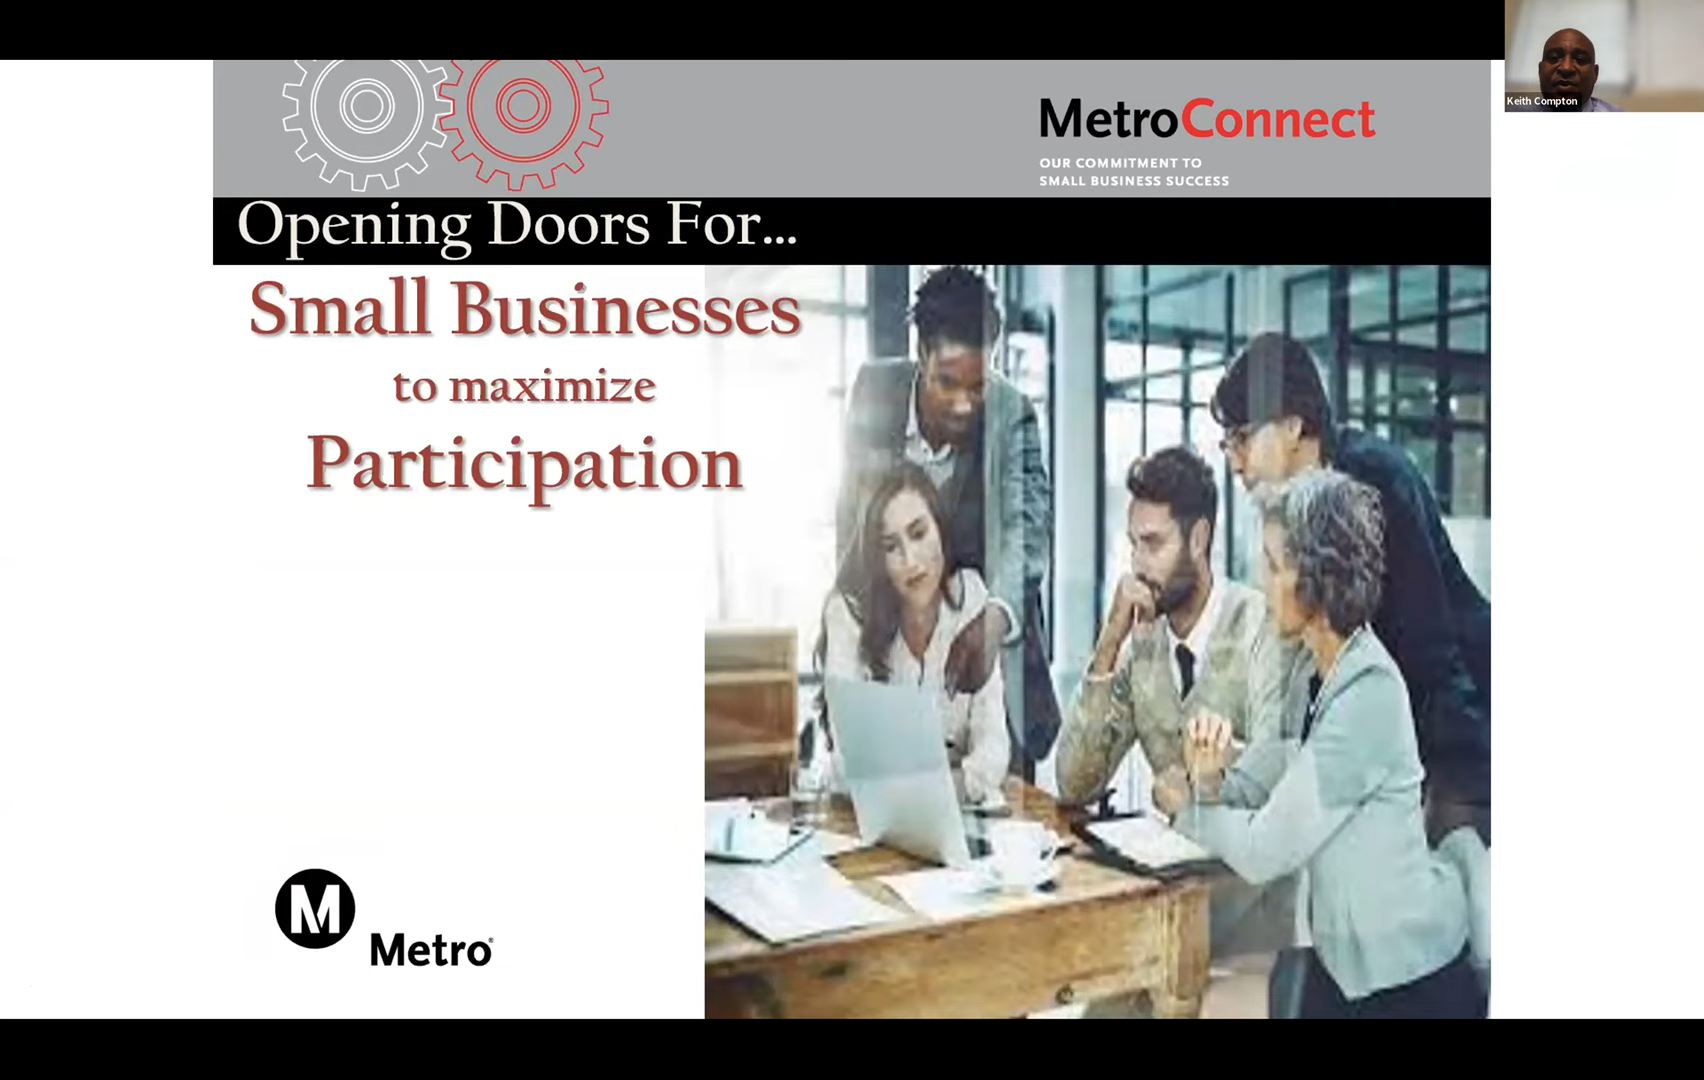 Keith Compton
MetroConnect
OUR COMMITMENT TO
SMALL BUSINESS SUCCESS
Opening Doors For...
Small Businesses
to maximize
Participation
M
Metro®